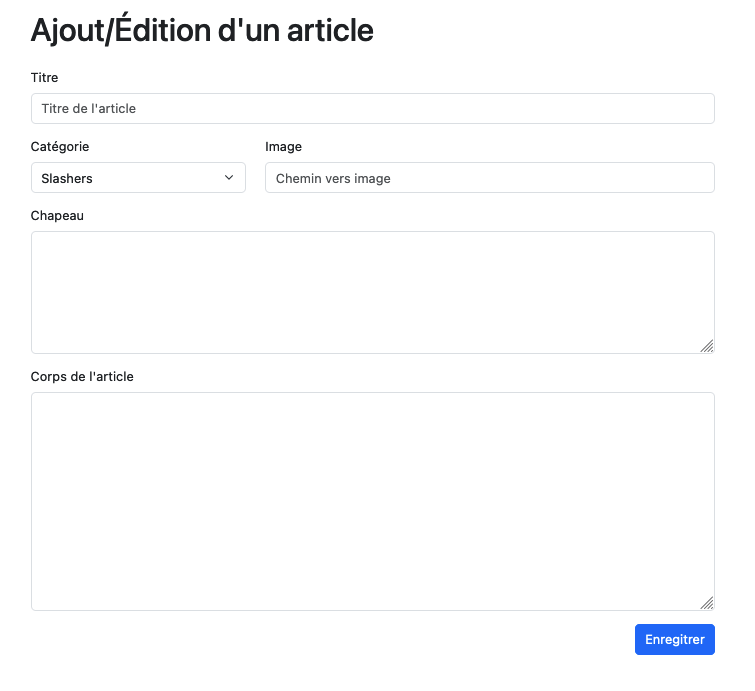 Ajout/Édition d'un article
Titre
Titre de l'article
Catégorie
Image
Slashers
Chemin vers image
Chapeau
Corps de l'article
Enregitrer